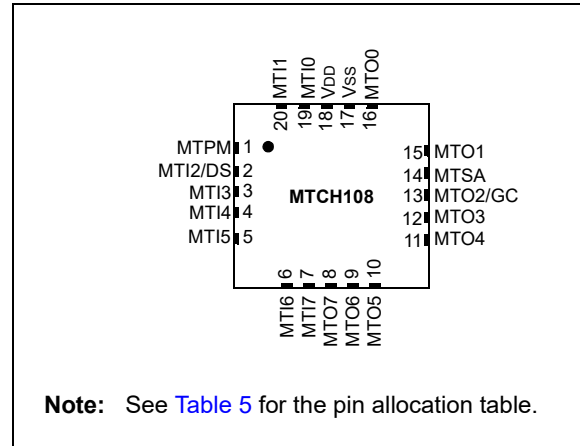 MTI1
MTI0
VDD
VSS
MTO0
20
19
18
17
16
MTPM 1
MTI2/DS 2
MTI3 3
MTI4 4
MTI5 5
MTCH108
15 MTO1
14 MTSA
13 MTO2/GC
12 MTO3
11 MTO4
6
7
8
9
10
MTI6
MTI7
MTO7
MTO6
MTO5
Note: See Table 5 for the pin allocation table.